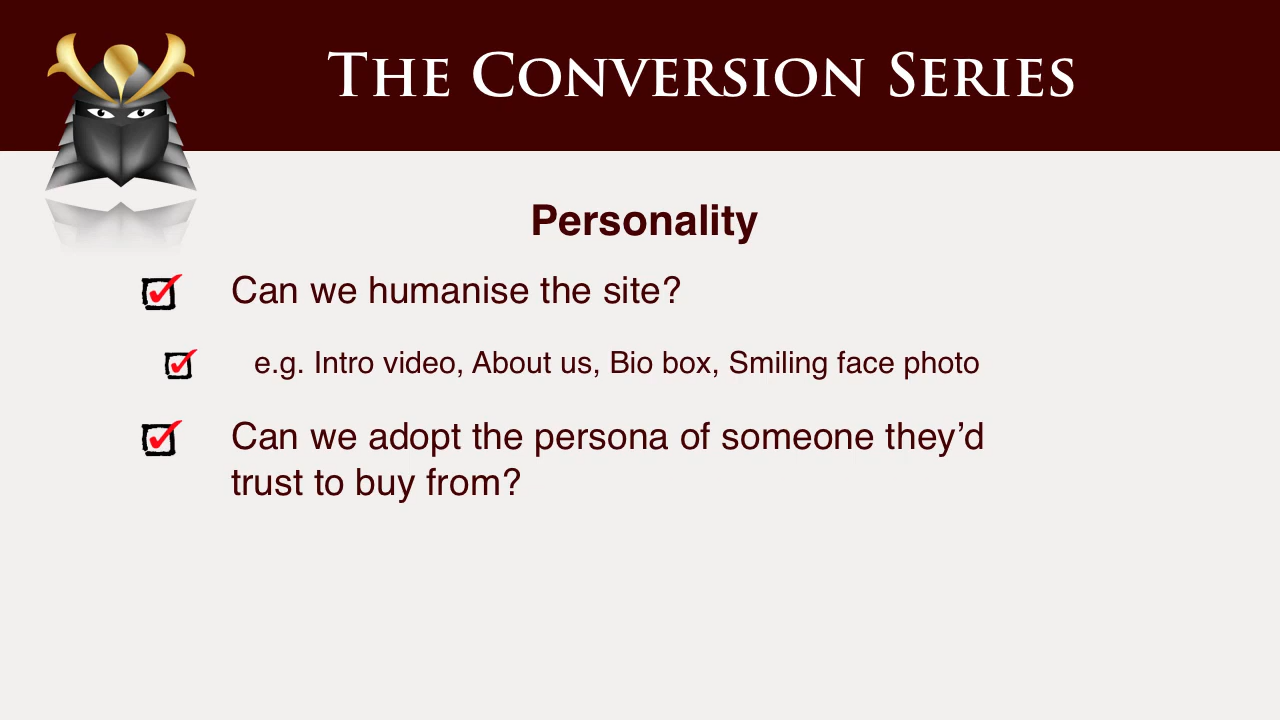 The Conversion Series
Personality
Can we humanise the site?
e.g. Intro video, About us, Bio box, Smiling face photo
Can we adopt the persona of someone they’d
trust to buy from?